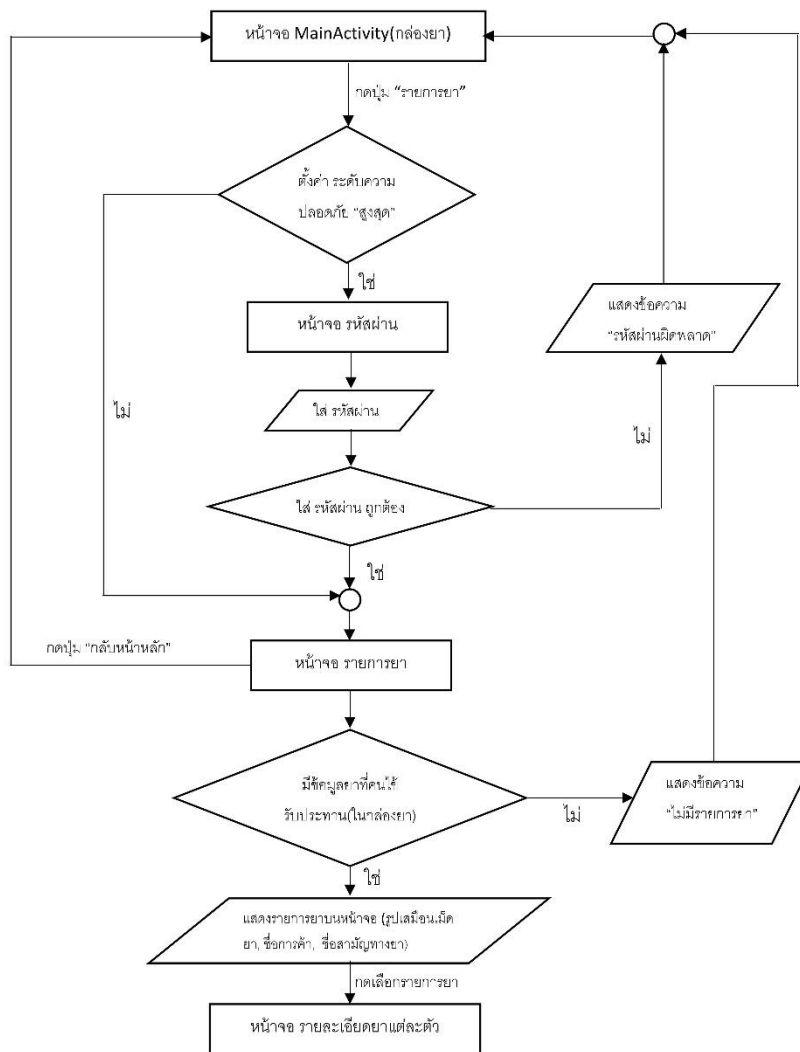 หน้าจอ MainActivity(กล่องยา)
กดปุ่ม “รายการยา”
ตั้งค่า ระดับความ
ปลอดภัย “สูงสุด”
ใช่
หน้าจอ รหัสผ่าน
แสดงข้อความ
“รหัสผ่านผิดพลาด”
ใส่ รหัสผ่าน
ไม่
ไม่
ใส่ รหัสผ่าน ถูกต้อง
ใช่
กดปุ่ม “กลับหน้าหลัก”
หน้าจอ รายการยา
มีข้อมูลยาที่คนไข้
รับประทาน(ในกล่องยา)
ไม่
แสดงข้อความ
“ไม่มีรายการยา”
ใช่
แสดงรายการยาบนหน้าจอ (รูปเสมือนเม็ด
ยา, ชื่อการค้า, ชื่อสามัญทางยา)
กดเลือกรายการยา
หน้าจอ รายละเอียดยาแต่ละตัว